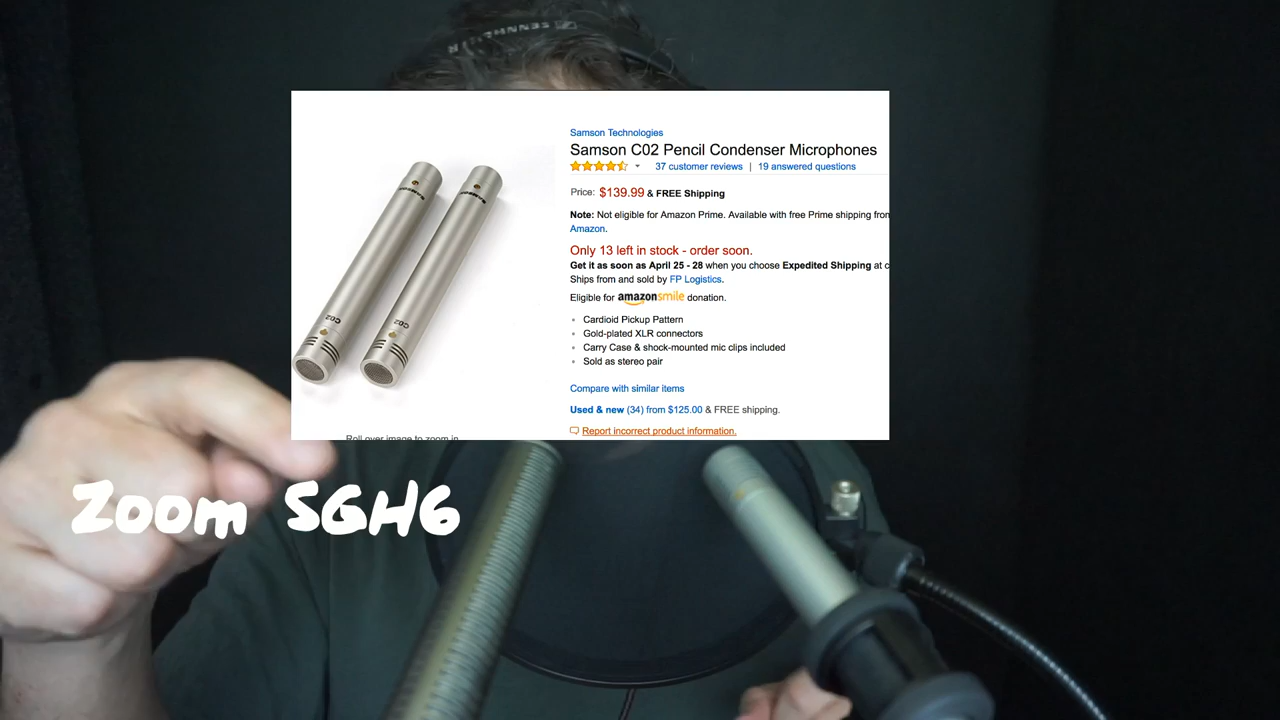 SENNHEISER
Samson Technologies
Samson C02 Pencil Condenser Microphones
37 customer reviews | 19 answered questions
Price: $139.99 & FREE Shipping
Note: Not eligible for Amazon Prime. Available with free Prime shipping from
Amazon.
Only 13 left in stock - order soon.
Get it as soon as April 25 - 28 when you choose Expedited Shipping at c
Ships from and sold by FP Logistics.
Eligible for amazonsmile donation.
Cardioid Pickup Pattern
Gold-plated XLR connectors
Carry Case & shock-mounted mic clips included
Sold as stereo pair
Compare with similar items
Used & new (34) from $125.00 & FREE shipping.
Report incorrect product information.
SAMSON
SAMSON
C02
C02
Roll over image to zoom in
Zoom SGH6